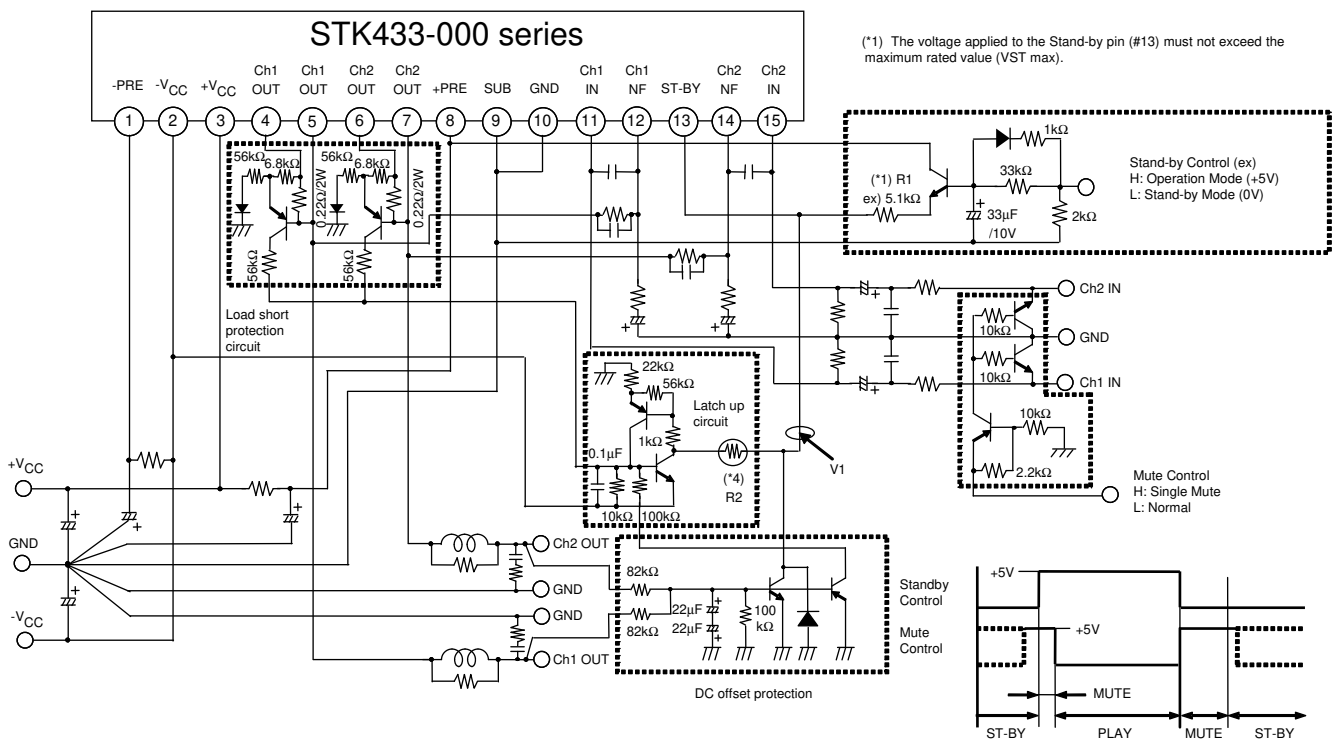 STK433-000 series
(*1) The voltage applied to the Stand-by pin (#13) must not exceed the
maximum rated value (VST max).
-PRE
-VCC
+VCC
Ch1
OUT
Ch1
OUT
Ch2
OUT
Ch2
OUT
+PRE
SUB
GND
Ch1
IN
Ch1
NF
ST-BY
Ch2
NF
Ch2
IN
1
2
3
4
5
6
7
8
9
10
11
12
13
14
15
56kΩ
6.8kΩ
0.22Ω/2W
56kΩ
56kΩ
6.8kΩ
0.22Ω/2W
56kΩ
Load short
protection
circuit
1kΩ
33kΩ
(*1) R1
ex) 5.1kΩ
33μF
/10V
2kΩ
Stand-by Control (ex)
H: Operation Mode (+5V)
L: Stand-by Mode (0V)
Ch2 IN
10kΩ
GND
10kΩ
Ch1 IN
10kΩ
2.2kΩ
Mute Control
H: Single Mute
L: Normal
22kΩ
56kΩ
Latch up
circuit
1kΩ
0.1μF
(*4)
R2
10kΩ
100kΩ
V1
+VCC
GND
-VCC
Ch2 OUT
GND
GND
Ch1 OUT
82kΩ
82kΩ
22μF
22μF
100
kΩ
DC offset protection
Standby
Control
+5V
Mute
Control
+5V
MUTE
ST-BY
PLAY
MUTE
ST-BY